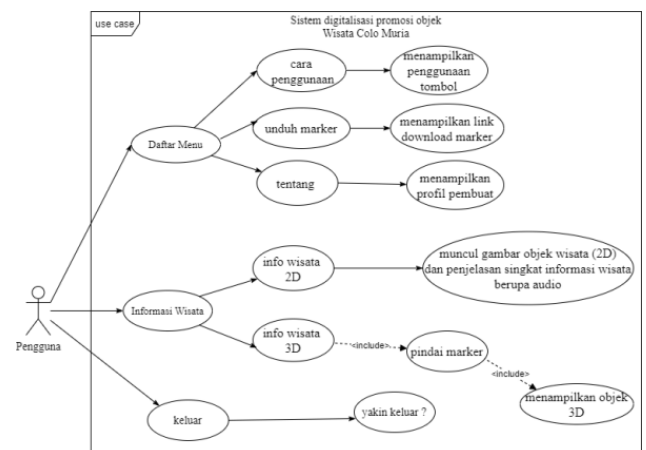 use case
Sistem digitalisasi promosi objek
Wisata Colo Muria
cara
penggunaan
menampilkan
penggunaan
tombol
Daftar Menu
unduh marker
menampilkan link
download marker
tentang
menampilkan
profil pembuat
Pengguna
Informasi Wisata
info wisata
2D
muncul gambar objek wisata (2D)
dan penjelasan singkat informasi wisata
berupa audio
info wisata
3D
<include>
pindai marker
<include>
menampilkan objek
3D
keluar
yakin keluar ?